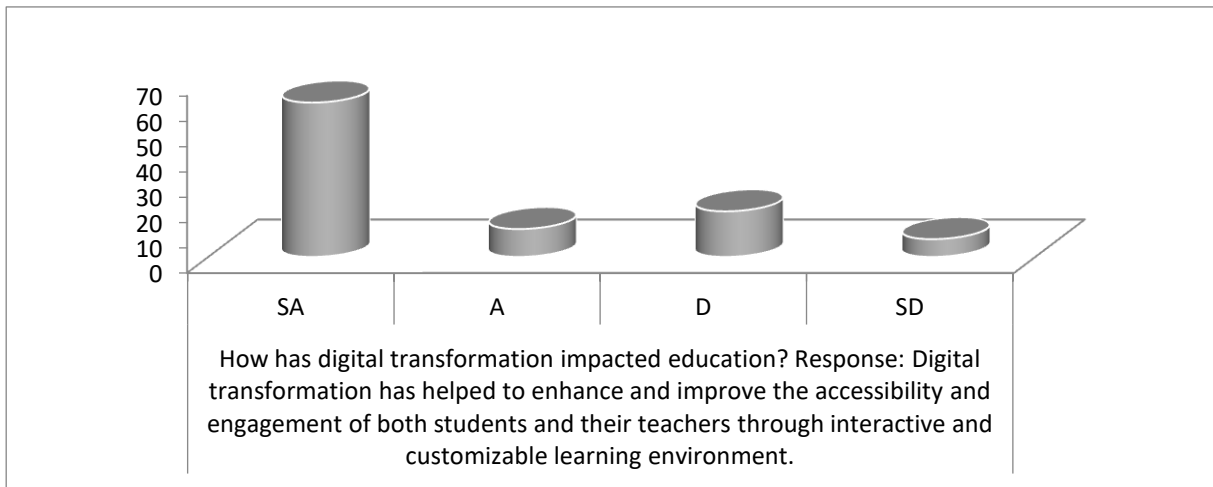 70
60
50
40
30
20
10
0
SA A D SD
How has digital transformation impacted education? Response: Digital
transformation has helped to enhance and improve the accessibility and
engagement of both students and their teachers through interactive and
customizable learning environment.